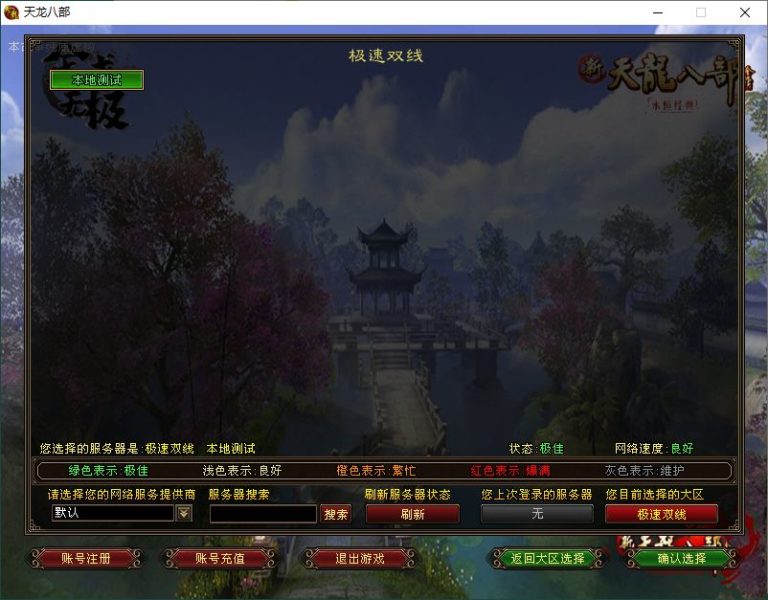 天龙八部
极速双线
本地测试
无极
新天龍八部
永恒经典
您选择的服务器是:极速双线 本地测试 状态:极佳 网络速度:良好
绿色表示:极佳 浅色表示:良好 橙色表示:繁忙 红色表示:爆满 灰色表示:维护
请选择您的网络服务提供商 服务器搜索 刷新服务器状态 您上次登录的服务器 您目前选择的大区
默认 搜索 刷新 无 极速双线
账号注册 账号充值 退出游戏 返回大区选择 确认选择